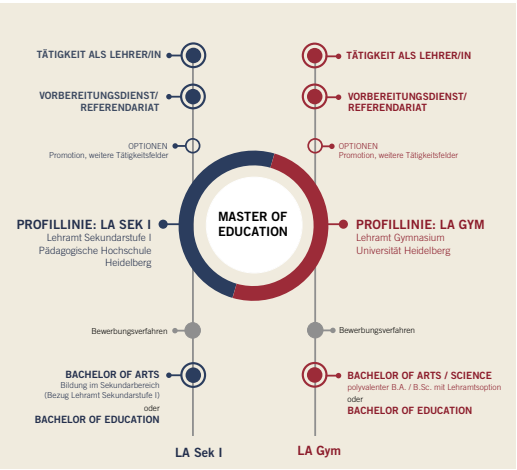 TÄTIGKEIT ALS LEHRER/IN
TÄTIGKEIT ALS LEHRER/IN
VORBEREITUNGSDIENST/
REFERENDARIAT
VORBEREITUNGSDIENST/
REFERENDARIAT
OPTIONEN
Promotion, weitere Tätigkeitsfelder
OPTIONEN
Promotion, weitere Tätigkeitsfelder
MASTER OF
EDUCATION
PROFILLINIE: LA SEK I
Lehramt Sekundarstufe I
Pädagogische Hochschule
Heidelberg
PROFILLINIE: LA GYM
Lehramt Gymnasium
Universität Heidelberg
Bewerbungsverfahren
Bewerbungsverfahren
BACHELOR OF ARTS
Bildung im Sekundarbereich
(Bezug Lehramt Sekundarstufe I)
oder
BACHELOR OF EDUCATION
BACHELOR OF ARTS / SCIENCE
polyvalenter B.A. / B.Sc. mit Lehramtsoption
oder
BACHELOR OF EDUCATION
LA Sek I
LA Gym